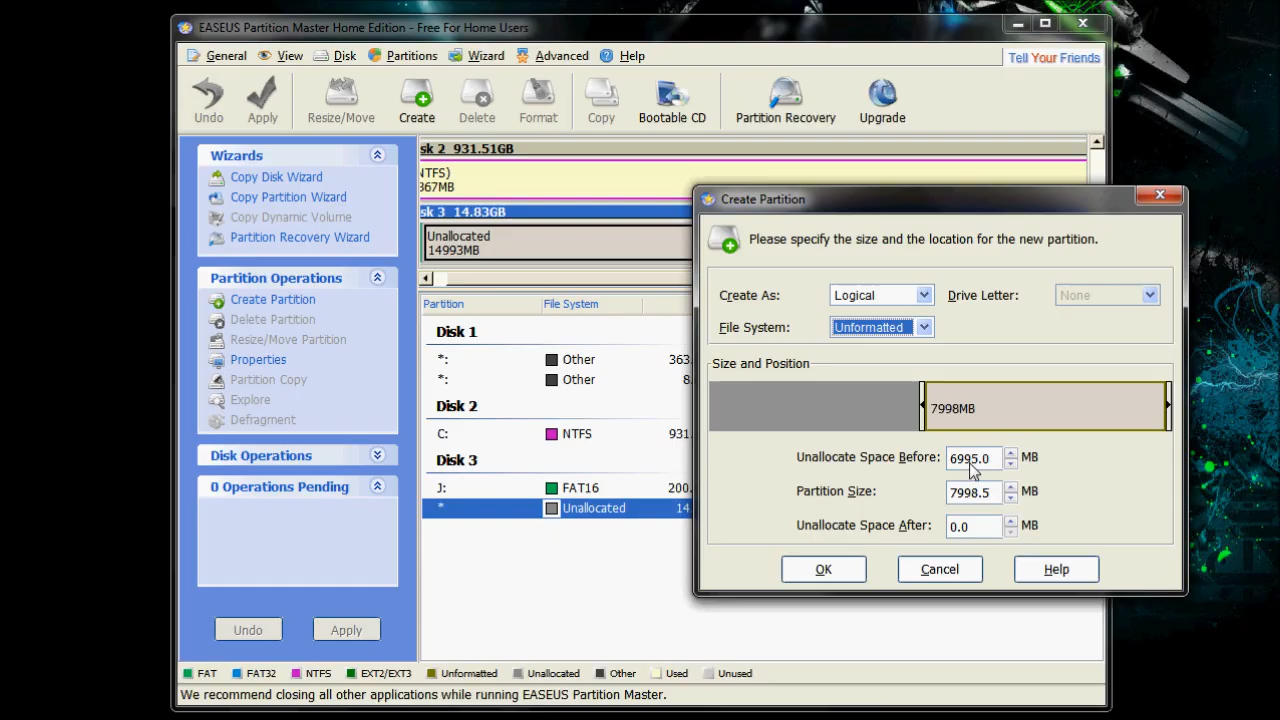 EASEUS Partition Master Home Edition - Free For Home Users
General View Disk Partitions Wizard Advanced Help
Tell Your Friends
Undo Apply Resize/Move Create Delete Format Copy Bootable CD Partition Recovery Upgrade
Wizards
Copy Disk Wizard
Copy Partition Wizard
Copy Dynamic Volume
Partition Recovery Wizard
Partition Operations
Create Partition
Delete Partition
Resize/Move Partition
Properties
Partition Copy
Explore
Defragment
Disk Operations
0 Operations Pending
Undo Apply
sk 2 931.51GB
NTFS)
367MB
sk 3 14.83GB
Unallocated
14993MB
Partition File System
Disk 1
*: Other 363.
*: Other 8.
Disk 2
C: NTFS 931.
Disk 3
J: FAT16 200.
* Unallocated 14.
Create Partition
Please specify the size and the location for the new partition.
Create As: Logical Drive Letter: None
File System: Unformatted
Size and Position
7998MB
Unallocate Space Before: 6995.0 MB
Partition Size: 7998.5 MB
Unallocate Space After: 0.0 MB
OK Cancel Help
FAT FAT32 NTFS EXT2/EXT3 Unformatted Unallocated Other Used Unused
We recommend closing all other applications while running EASEUS Partition Master.